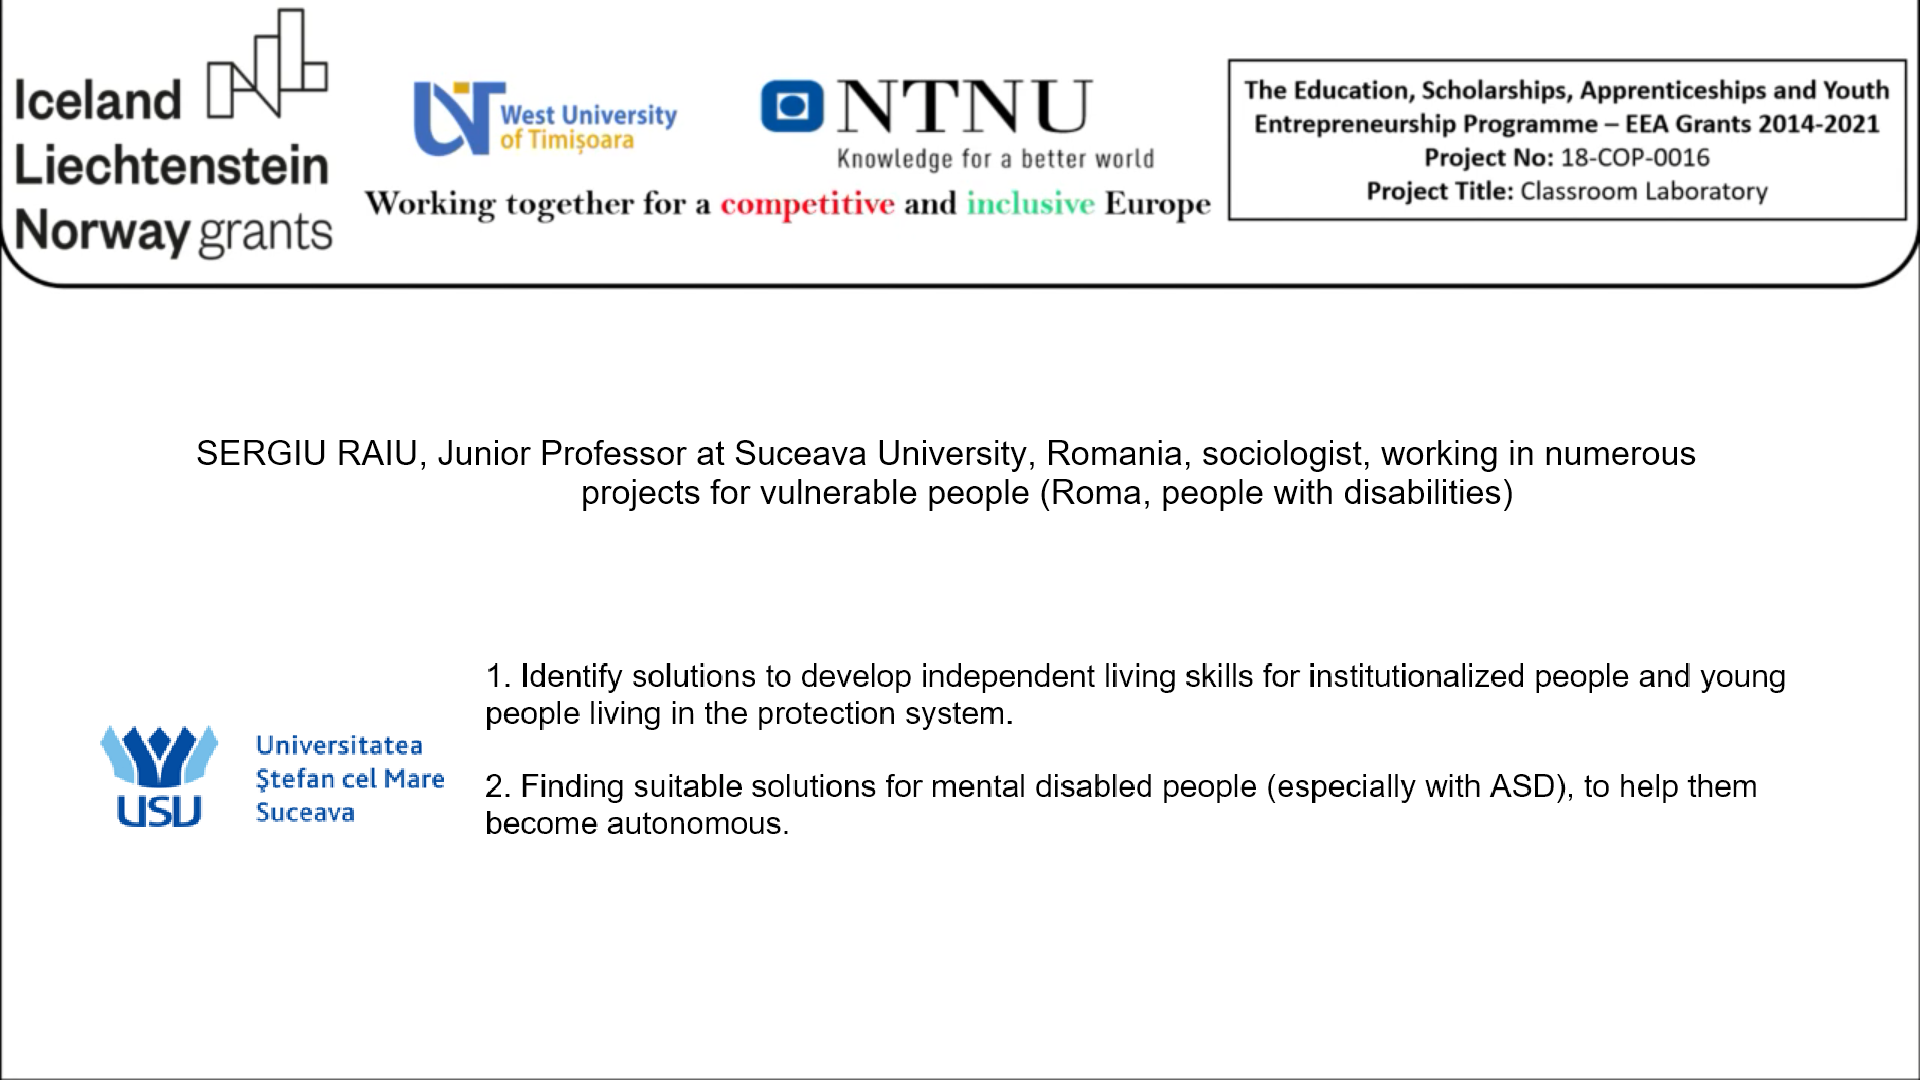 Iceland
Liechtenstein
Norway grants
West University
of Timișoara
NTNU
Knowledge for a better world
Working together for a competitive and inclusive Europe
The Education, Scholarships, Apprenticeships and Youth
Entrepreneurship Programme – EEA Grants 2014-2021
Project No: 18-COP-0016
Project Title: Classroom Laboratory
SERGIU RAIU, Junior Professor at Suceava University, Romania, sociologist, working in numerous
projects for vulnerable people (Roma, people with disabilities)
USU
Universitatea
Ştefan cel Mare
Suceava
1. Identify solutions to develop independent living skills for institutionalized people and young
people living in the protection system.
2. Finding suitable solutions for mental disabled people (especially with ASD), to help them
become autonomous.